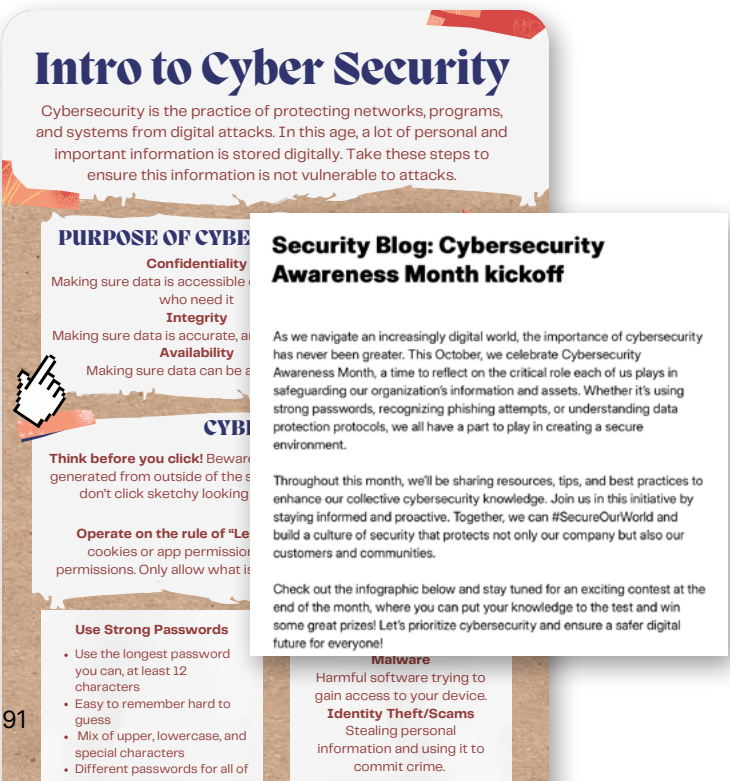 Intro to Cyber Security
Cybersecurity is the practice of protecting networks, programs,
and systems from digital attacks. In this age, a lot of personal and
important information is stored digitally. Take these steps to
ensure this information is not vulnerable to attacks.
PURPOSE OF
Confidentiality
Making sure data is accessible
who need it
Integrity
Making sure data is accurate,
Availability
Making sure data can be
Think before you click! Beware
generated from outside of the
don't click sketchy looking
Operate on the rule of
cookies or app
permissions. Only allow what is
Use Strong Passwords
• Use the longest password
you can, at least 12
characters
• Easy to remember hard to
guess
• Mix of upper, lowercase, and
special characters
• Different passwords for all of
Security Blog: Cybersecurity
Awareness Month kickoff
As we navigate an increasingly digital world, the importance of cybersecurity
has never been greater. This October, we celebrate Cybersecurity
Awareness Month, a time to reflect on the critical role each of us plays in
safeguarding our organization's information and assets. Whether it's using
strong passwords, recognizing phishing attempts, or understanding data
protection protocols, we all have a part to play in creating a secure
environment.
Throughout this month, we'll be sharing resources, tips, and best practices to
enhance our collective cybersecurity knowledge. Join us in this initiative by
staying informed and proactive. Together, we can #SecureOurWorld and
build a culture of security that protects not only our company but also our
customers and communities.
Check out the infographic below and stay tuned for an exciting contest at the
end of the month, where you can put your knowledge to the test and win
some great prizes! Let's prioritize cybersecurity and ensure a safer digital
future for everyone!
Malware
Harmful software trying to
gain access to your device.
Identity Theft/Scams
Stealing personal
information and using it to
commit crime.
91